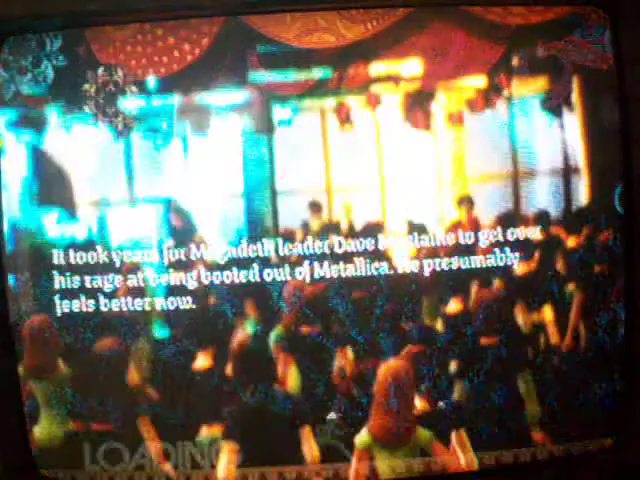 It took years for Megadeth leader Dave Mustaine to get over
his rage at being booted out of Metallica. He presumably
feels better now.
LOADING